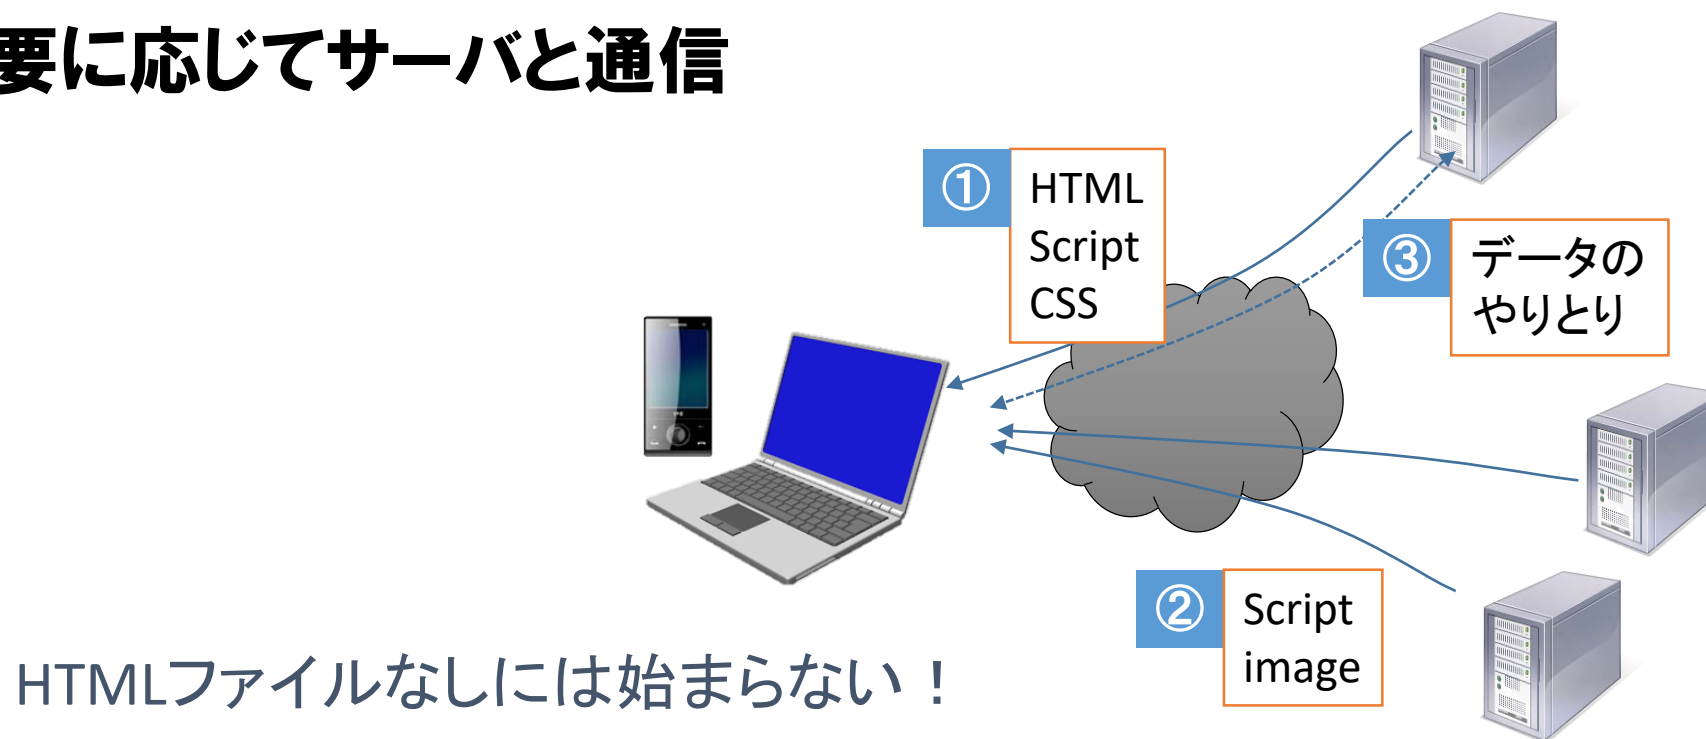 要に応じてサーバと通信
①
HTML
Script
CSS
③
データの
やりとり
②
Script
image
HTMLファイルなしには始まらない！